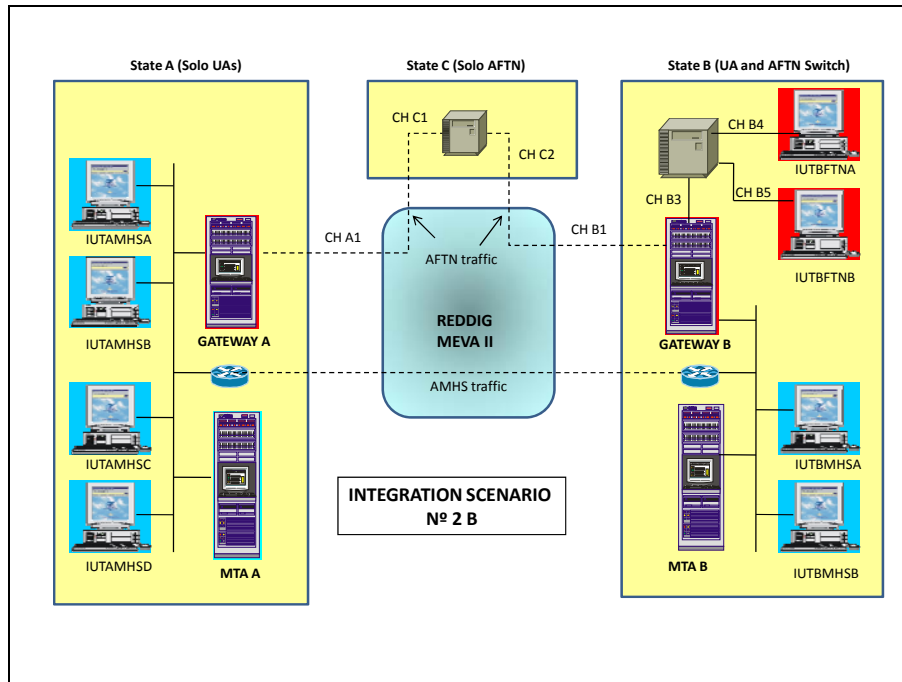 State A (Solo UAs)
State C (Solo AFTN)
State B (UA and AFTN Switch)
CH C1
CH C2
CH B4
IUTBFTNA
CH B5
CH B3
IUTAMHSA
CH A1
CH B1
AFTN traffic
IUTBFTNB
IUTAMHSB
GATEWAY A
REDDIG
MEVA II
GATEWAY B
AMHS traffic
IUTAMHSC
IUTBMHSA
INTEGRATION SCENARIO
Nº 2 B
IUTAMHSD
MTA A
MTA B
IUTBMHSB